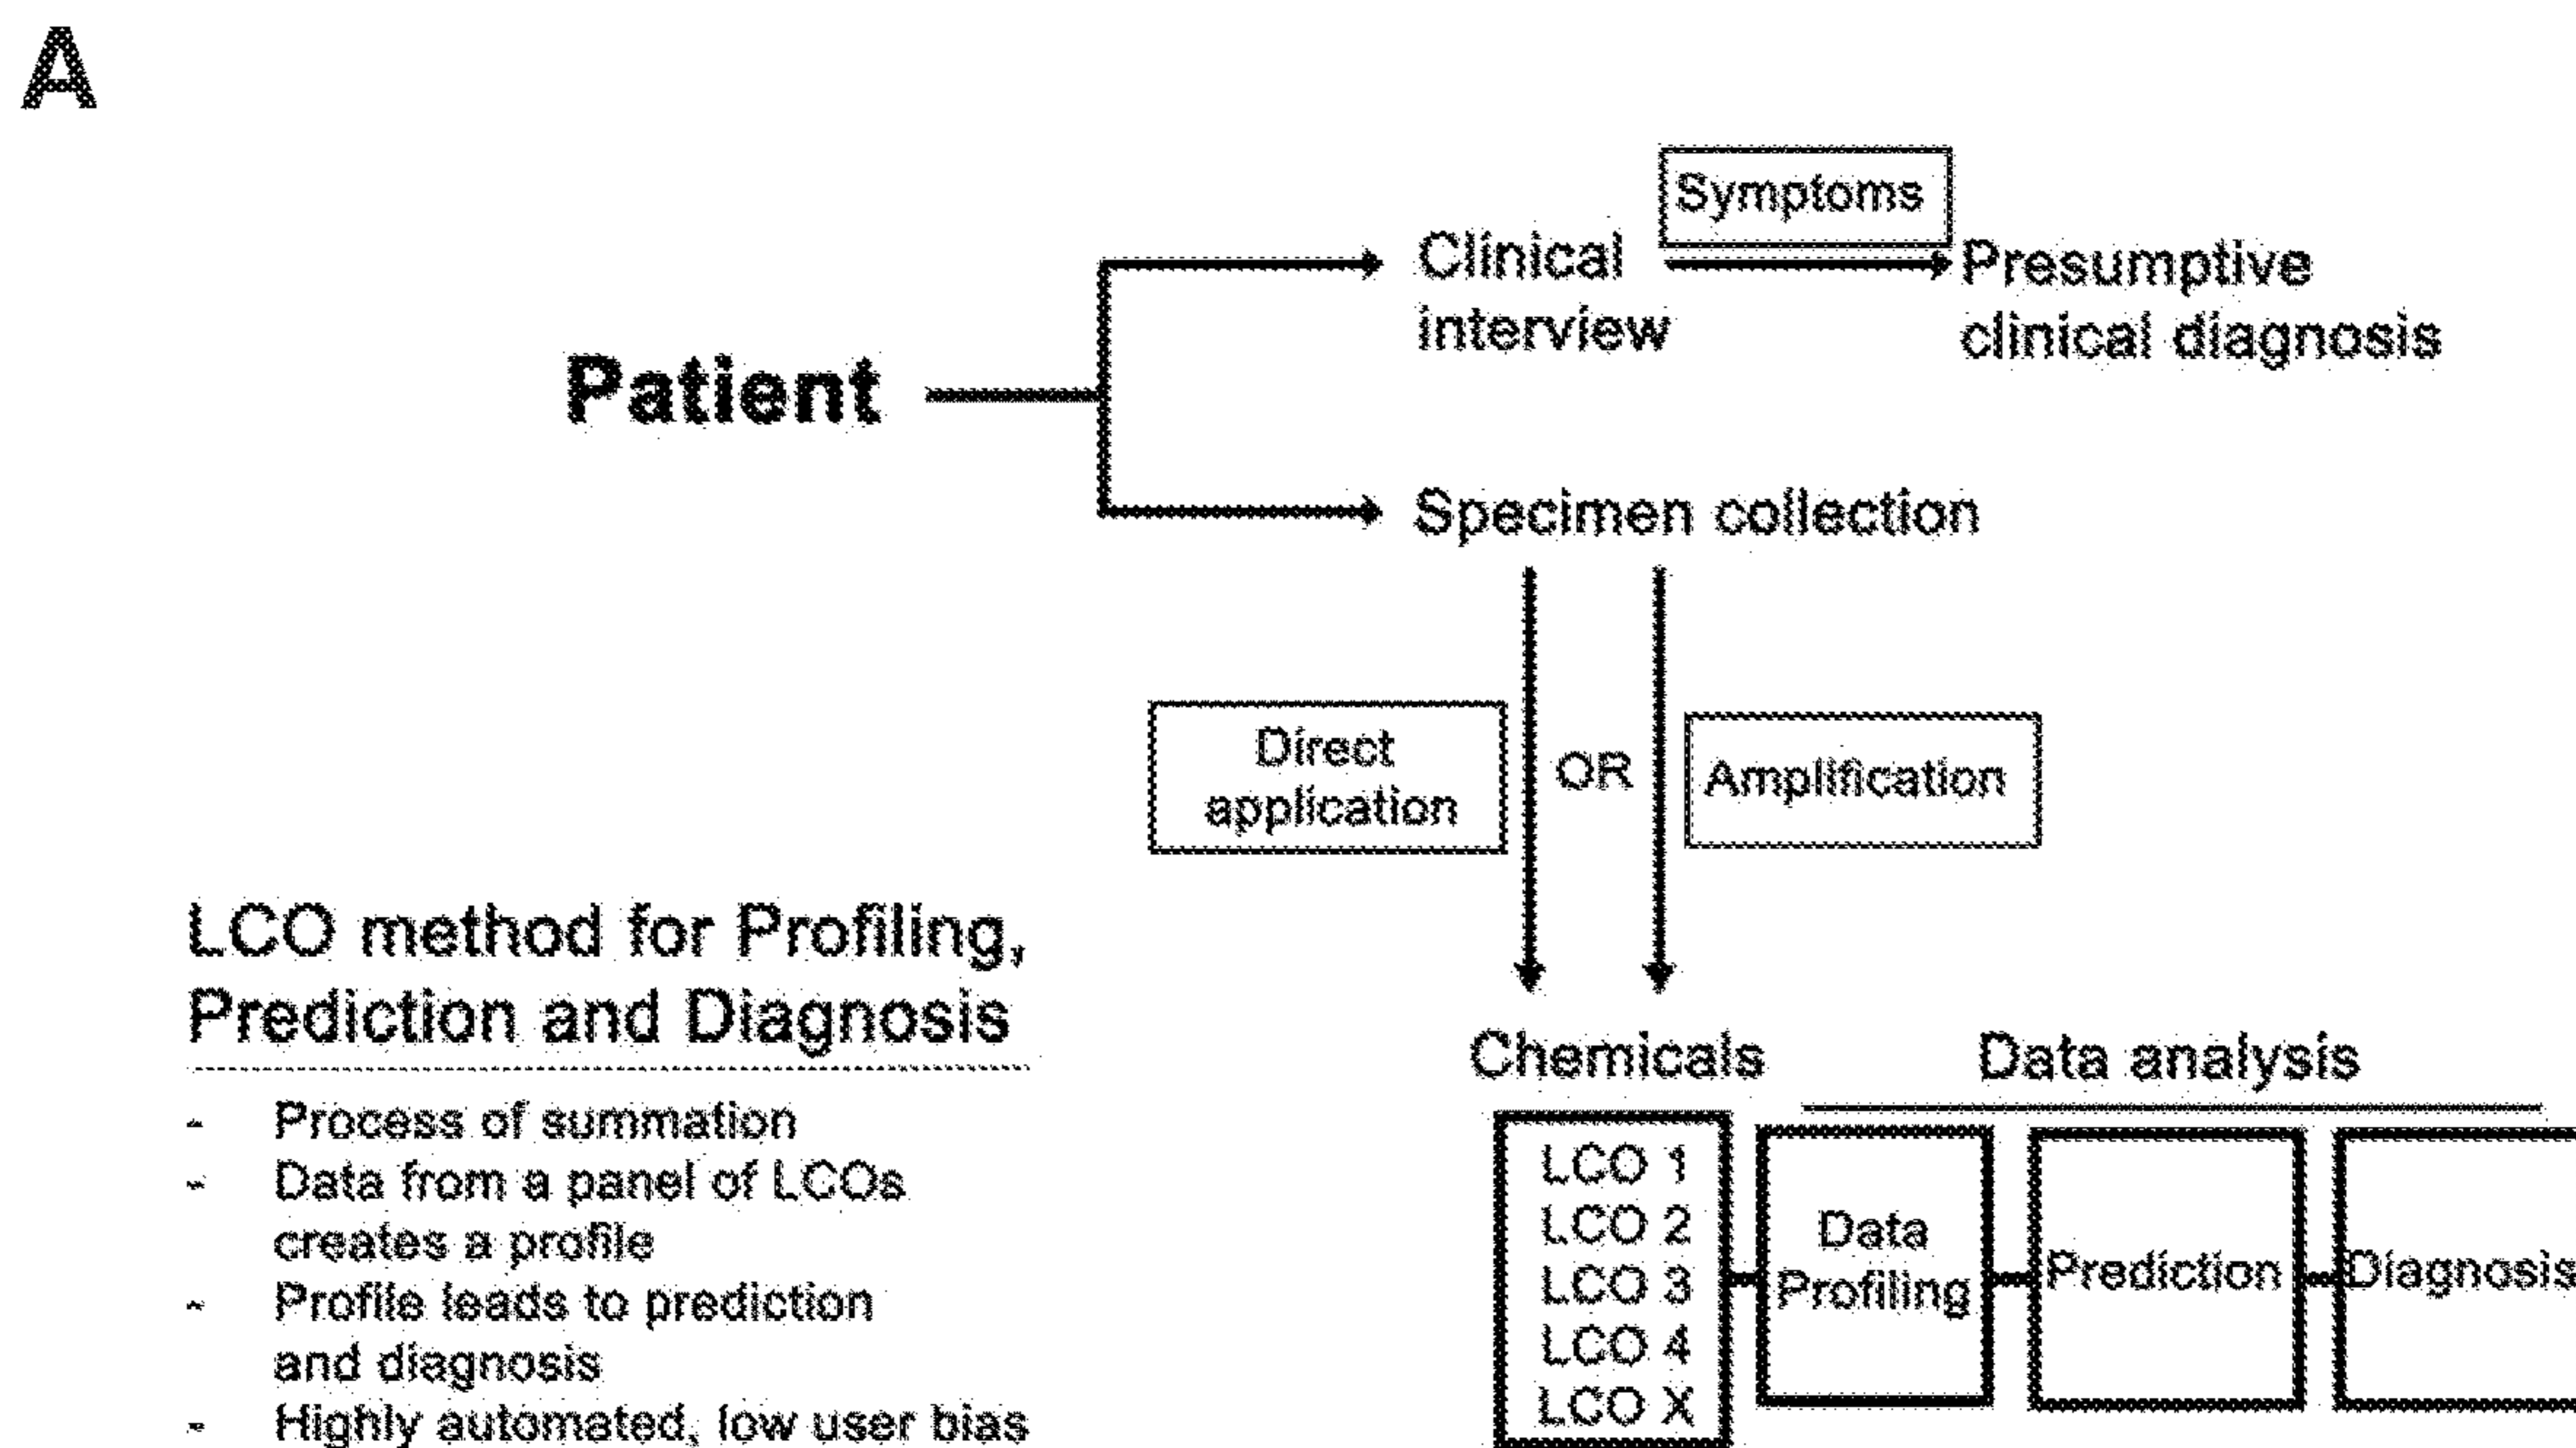 A
Symptoms
Clinical
interview
Presumptive
clinical diagnosis
Patient
Specimen collection
Direct
application
OR
Amplification
LCO method for Profiling,
Prediction and Diagnosis
- Process of summation
- Data from a panel of LCOs
creates a profile
- Profile leads to prediction
and diagnosis
- Highly automated, low user bias
Chemicals
LCO 1
LCO 2
LCO 3
LCO 4
LCO X
Data analysis
Data
Profiling
Prediction
Diagnosis